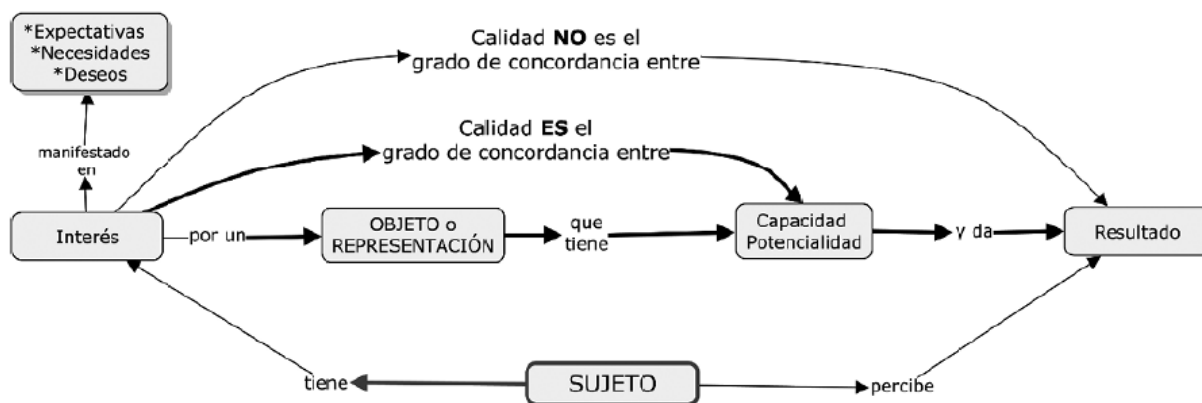 *Expectativas
*Necesidades
*Deseos
Calidad NO es el
grado de concordancia entre
Calidad ES el
grado de concordancia entre
manifestado
en
Interés
por un
OBJETO o
REPRESENTACIÓN
que
tiene
Capacidad
Potencialidad
y da
Resultado
tiene
SUJETO
percibe